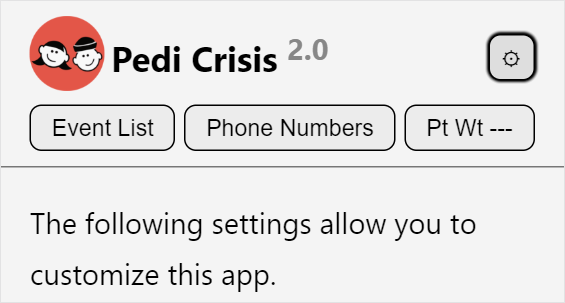 Pedi Crisis 2.0
Event List
Phone Numbers
Pt Wt ---
The following settings allow you to
customize this app.